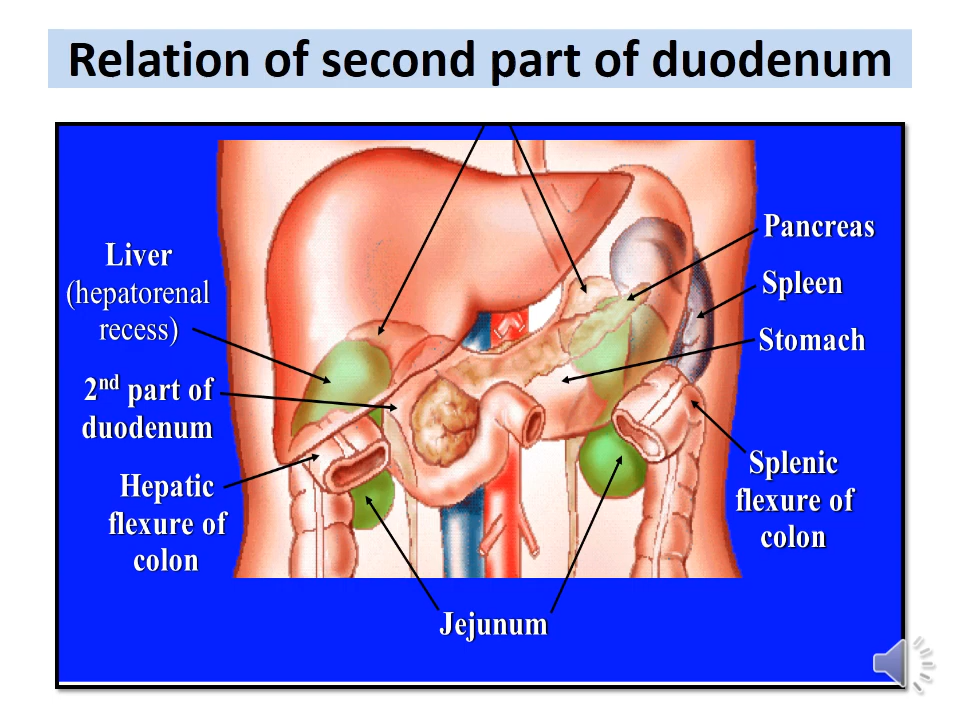 Relation of second part of duodenum
Liver
(hepatorenal
recess)
2nd part of
duodenum
Hepatic
flexure of
colon
Pancreas
Spleen
Stomach
Splenic
flexure of
colon
Jejunum